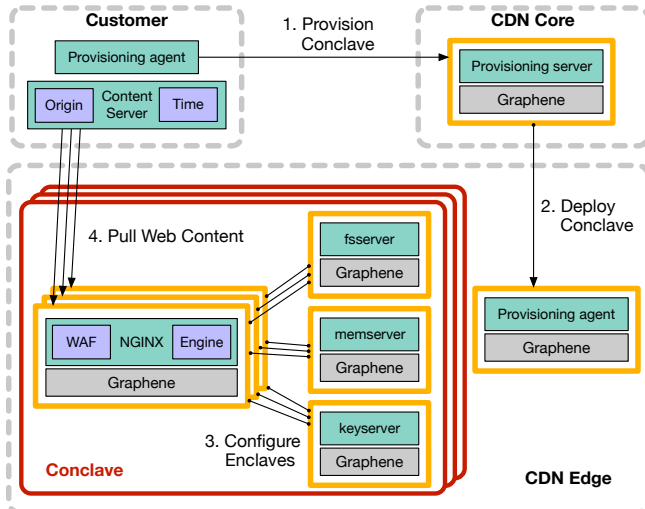 Customer
Provisioning agent
Origin
Content
Server
Time
1. Provision
Conclave
CDN Core
Provisioning server
Graphene
2. Deploy
Conclave
4. Pull Web Content
fsserver
Graphene
WAF
NGINX
Engine
Graphene
memserver
Graphene
Provisioning agent
Graphene
3. Configure
Enclaves
keyserver
Graphene
Conclave
CDN Edge